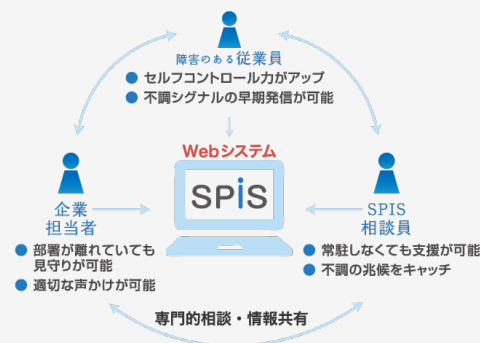 障害のある従業員
● セルフコントロール力がアップ
● 不調シグナルの早期発信が可能
Webシステム
SPiS
企業
担当者
● 部署が離れていても
見守りが可能
● 適切な声かけが可能
SPIS
相談員
● 常駐しなくても支援が可能
● 不調の兆候をキャッチ
専門的相談・情報共有